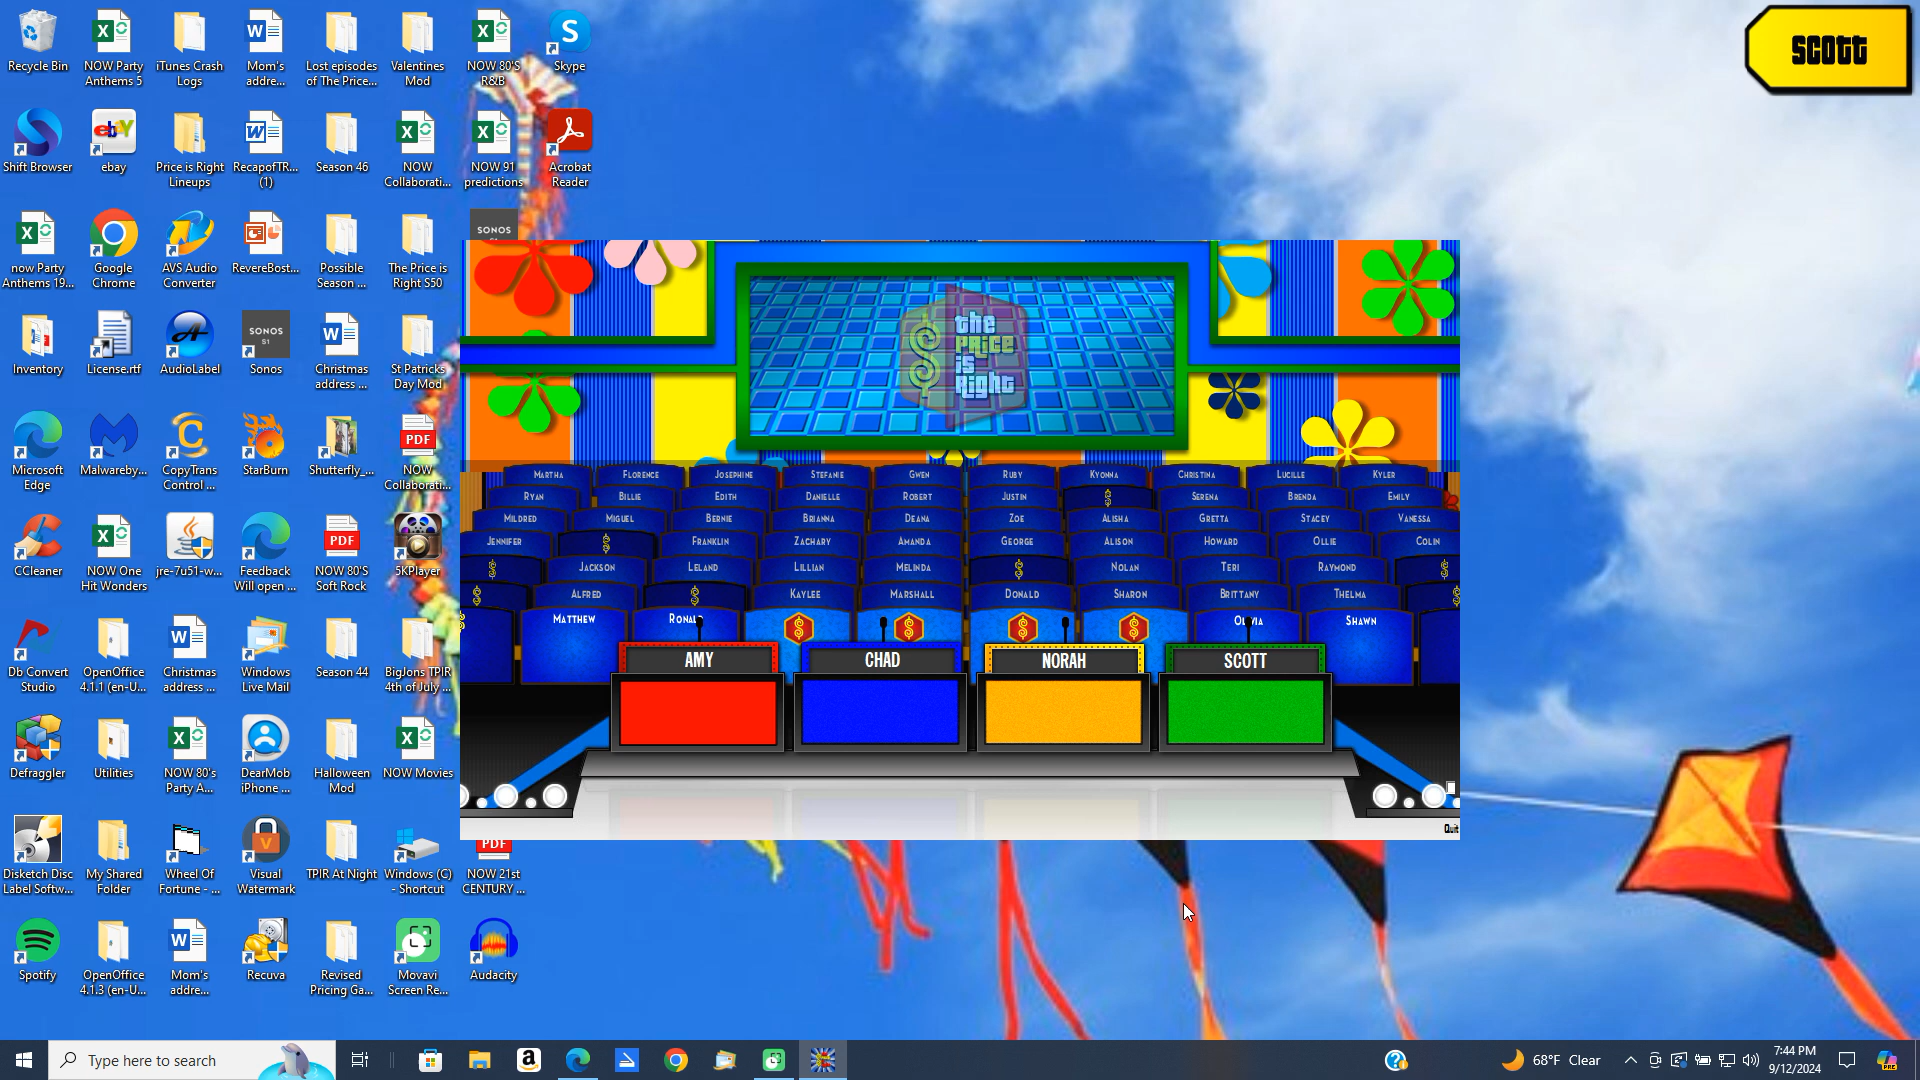 Recycle Bin
NOW Party
Anthems 5
iTunes Crash
Logs
Mom's
addre...
Lost episodes
of The Price...
Valentines
Mod
NOW 80'S
R&B
Skype
SCOTT
Shift Browser
ebay
Price is Right
Lineups
RecapofTR...
(1)
Season 46
NOW
Collaborati...
NOW 91
predictions
Acrobat
Reader
now Party
Anthems 19...
Google
Chrome
AVS Audio
Converter
RevereBost...
Possible
Season ...
The Price is
Right S50
SONOS
Inventory
License.rtf
AudioLabel
SONOS
S1
Sonos
Christmas
address ...
St Patricks
Day Mod
Microsoft
Edge
Malwareby...
CopyTrans
Control ...
StarBurn
Shutterfly_...
PDF
NOW
Collaborati...
CCleaner
NOW One
Hit Wonders
jre-7u51-w...
Feedback
Will open ...
PDF
NOW 80'S
Soft Rock
5KPlayer
Db Convert
Studio
OpenOffice
4.1.1 (en-U...
Christmas
address ...
Windows
Live Mail
Season 44
BigJons TPIR
4th of July ...
Defraggler
Utilities
NOW 80's
Party A...
DearMob
iPhone ...
Halloween
Mod
NOW Movies
Disketch Disc
Label Softw...
My Shared
Folder
Wheel Of
Fortune - ...
Visual
Watermark
TPIR At Night
Windows (C)
- Shortcut
PDF
NOW 21st
CENTURY ...
Spotify
OpenOffice
4.1.3 (en-U...
Mom's
addre...
Recuva
Revised
Pricing Ga...
Movavi
Screen Re...
Audacity
the
PRICE
is
Right
MARTHA FLORENCE JOSEPHINE STEFANIE GWEN RUBY KYONNA CHRISTINA LUCILLE KYLER
RYAN BILLIE EDITH DANIELLE ROBERT JUSTIN SERENA BRENDA EMILY
MILDRED MIGUEL BERNIE BRIANNA DEANA ZOE ALISHA GRETTA STACEY VANESSA
JENNIFER FRANKLIN ZACHARY AMANDA GEORGE ALISON HOWARD OLLIE COLIN
JACKSON LELAND LILLIAN MELINDA NOLAN TERI RAYMOND
ALFRED KAYLEE MARSHALL DONALD SHARON BRITTANY THELMA
MATTHEW RONALD OLIVIA SHAWN
AMY CHAD NORAH SCOTT
Quit
Type here to search
68°F Clear
7:44 PM
9/12/2024